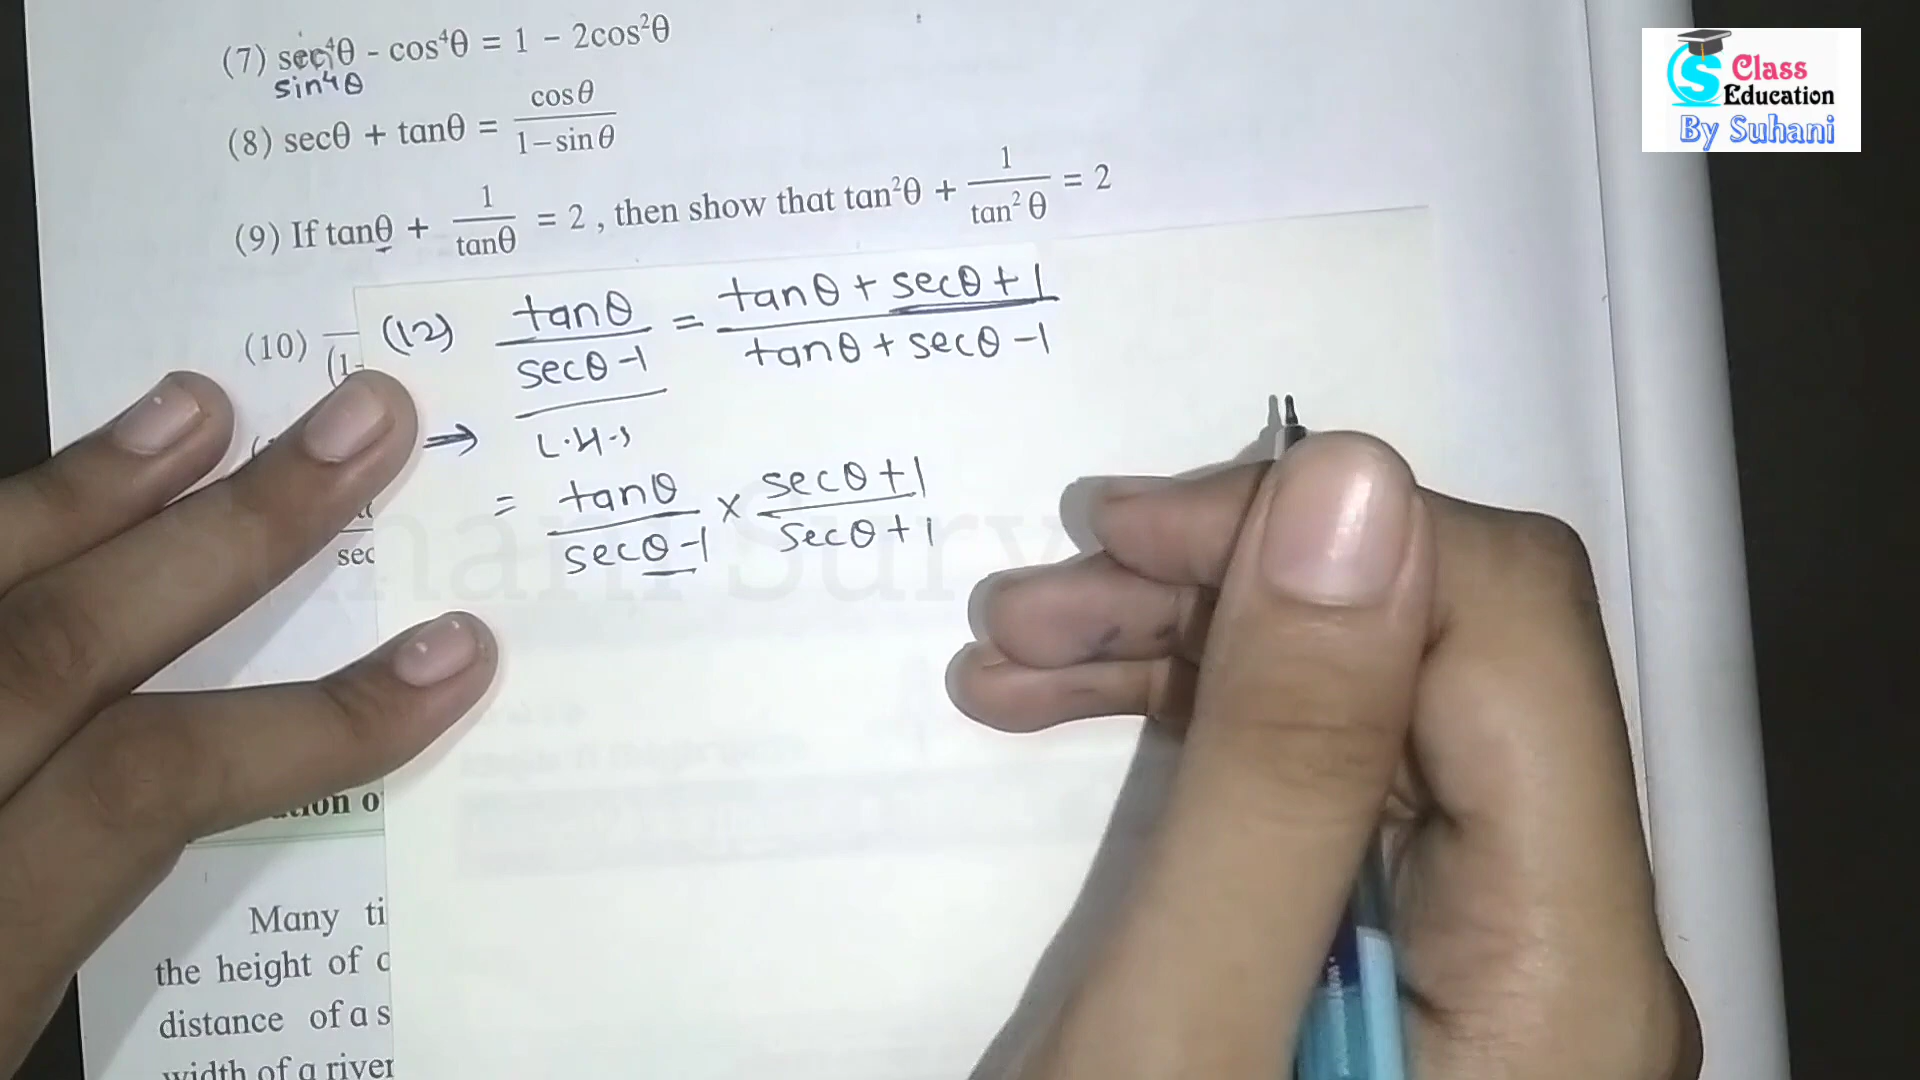 (7) sec⁴θ - cos⁴θ = 1 - 2cos²θ
sin⁴θ
(8) secθ + tanθ = cosθ / 1-sinθ
(9) If tanθ + 1/tanθ = 2 , then show that tan²θ + 1/tan²θ = 2
(10)
(12) tanθ / secθ-1 = tanθ + secθ+1 / tanθ + secθ-1
⇒ L.H.S
= tanθ / secθ-1 × secθ+1 / secθ+1
sec
Many ti
the height of
distance of a s
width of a river
Class
Education
By Suhani